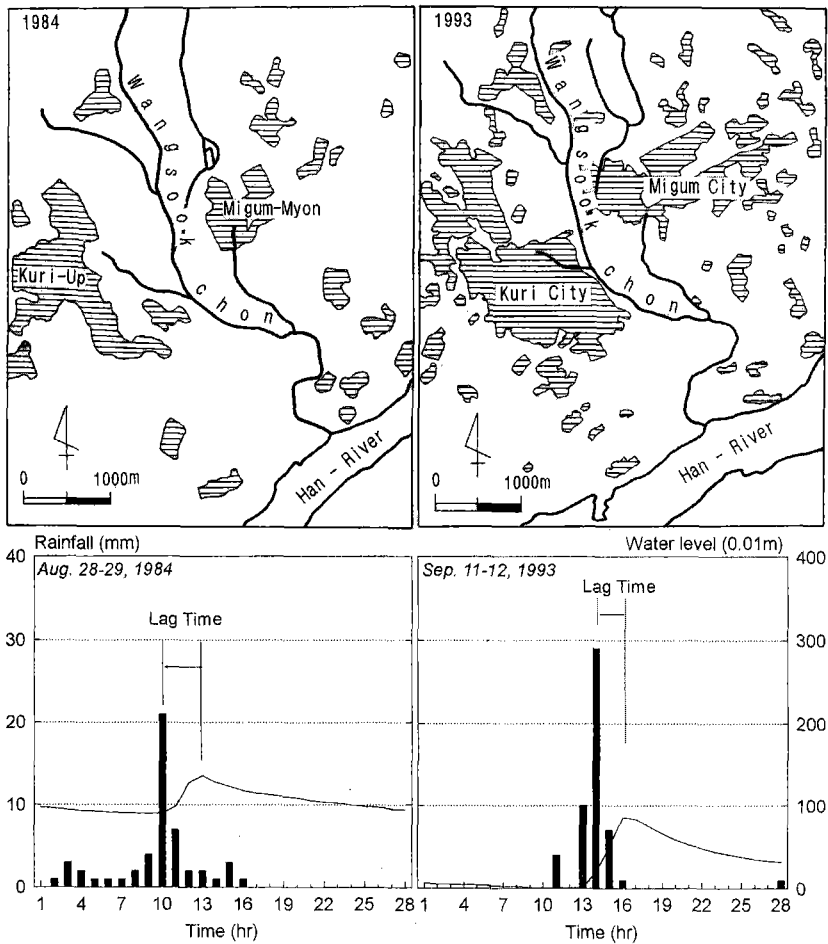 1984
Wangsook chon
Migum-Myon
Kuri-Up
0 1000m
Han - River
1993
Wangsook chon
Migum City
Kuri City
0 1000m
Han - River
Rainfall (mm)
Aug. 28-29, 1984
Lag Time
40
30
20
10
0
1 4 7 10 13 16 19 22 25 28
Time (hr)
Water level (0.01m)
Sep. 11-12, 1993
Lag Time
400
300
200
100
0
1 4 7 10 13 16 19 22 25 28
Time (hr)